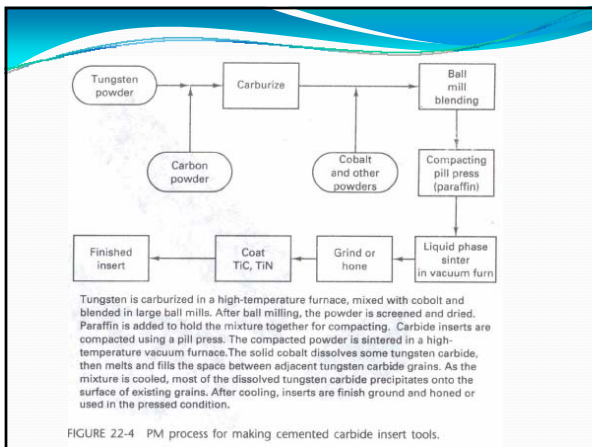 Tungsten
powder
Carburize
Ball
mill
blending
Carbon
powder
Cobalt
and other
powders
Compacting
pill press
(paraffin)
Finished
insert
Coat
TiC, TiN
Grind or
hone
Liquid phase
sinter
in vacuum furn
Tungsten is carburized in a high-temperature furnace, mixed with cobolt and
blended in large ball mills. After ball milling, the powder is screened and dried.
Paraffin is added to hold the mixture together for compacting. Carbide inserts are
compacted using a pill press. The compacted powder is sintered in a high-
temperature vacuum furnace. The solid cobalt dissolves some tungsten carbide,
then melts and fills the space between adjacent tungsten carbide grains. As the
mixture is cooled, most of the dissolved tungsten carbide precipitates onto the
surface of existing grains. After cooling, inserts are finish ground and honed or
used in the pressed condition.
FIGURE 22-4 PM process for making cemented carbide insert tools.